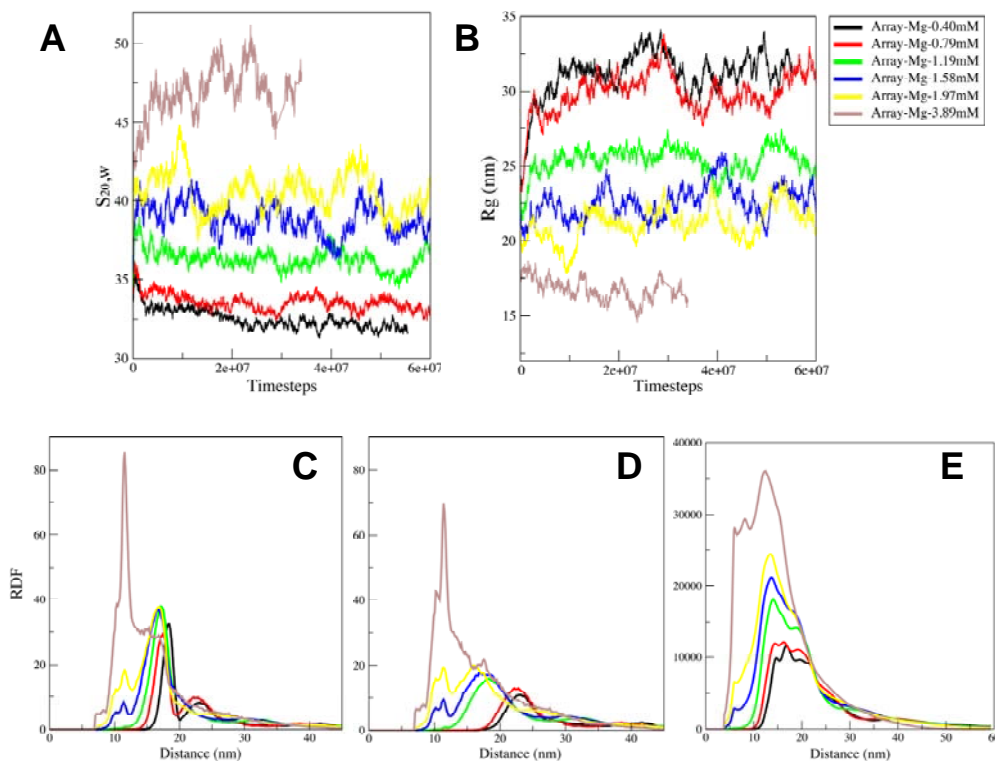 A
S20,w
50
45
40
35
30
0
2e+07
4e+07
6e+07
Timesteps
B
Rg (nm)
35
30
25
20
15
0
2e+07
4e+07
6e+07
Timesteps
Array-Mg-0.40mM
Array-Mg-0.79mM
Array-Mg-1.19mM
Array-Mg-1.58mM
Array-Mg-1.97mM
Array-Mg-3.89mM
C
RDF
80
60
40
20
0
0
10
20
30
40
Distance (nm)
D
80
60
40
20
0
0
10
20
30
40
Distance (nm)
E
40000
30000
20000
10000
0
0
10
20
30
40
50
60
Distance (nm)